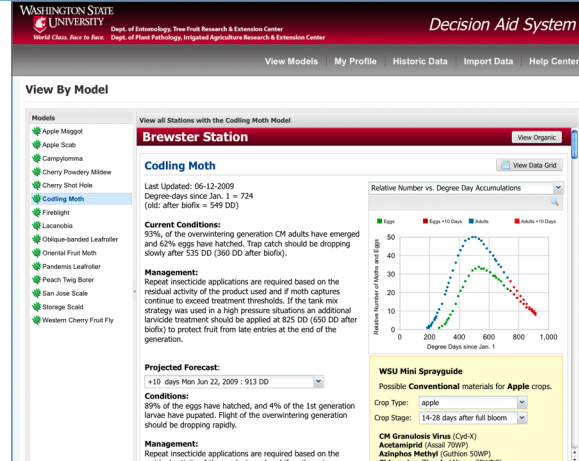 WASHINGTON STATE
UNIVERSITY
World Class. Face to Face.
Dept. of Entomology, Tree Fruit Research & Extension Center
Dept. of Plant Pathology, Irrigated Agriculture Research & Extension Center
Decision Aid System
View Models
My Profile
Historic Data
Import Data
Help Center
View By Model
Models
Apple Maggot
Apple Scab
Campylomma
Cherry Powdery Mildew
Cherry Shot Hole
Codling Moth
Fireblight
Lacanobia
Oblique-banded Leafroller
Oriental Fruit Moth
Pandemis Leafroller
Peach Twig Borer
San Jose Scale
Storage Scald
Western Cherry Fruit Fly
View all Stations with the Codling Moth Model
Brewster Station
View Organic
Codling Moth
View Data Grid
Last Updated: 06-12-2009
Degree-days since Jan. 1 = 724
(old: after biofix = 549 DD)
Current Conditions:
93%, of the overwintering generation CM adults have emerged
and 62% eggs have hatched. Trap catch should be dropping
slowly after 535 DD (360 DD after biofix).
Management:
Repeat insecticide applications are required based on the
residual activity of the product used and if moth captures
continue to exceed treatment thresholds. If the tank mix
strategy was used in a high pressure situations an additional
larvicide treatment should be applied at 825 DD (650 DD after
biofix) to protect fruit from late entries at the end of the
generation.
Projected Forecast:
+10 days Mon Jun 22, 2009 : 913 DD
Conditions:
89% of the eggs have hatched, and 4% of the 1st generation
larvae have pupated. Flight of the overwintering generation
should be dropping rapidly.
Management:
Repeat insecticide applications are required based on the
Relative Number vs. Degree Day Accumulations
Eggs
Eggs +10 Days
Adults
Adults +10 Days
Relative Number of Moths and Eggs
50
40
30
20
10
0
0
200
400
600
800
1,000
Degree Days since Jan. 1
WSU Mini Sprayguide
Possible Conventional materials for Apple crops.
Crop Type: apple
Crop Stage: 14-28 days after full bloom
CM Granulosis Virus (Cyd-X)
Acetamiprid (Assail 70WP)
Azinphos Methyl (Guthion 50WP)